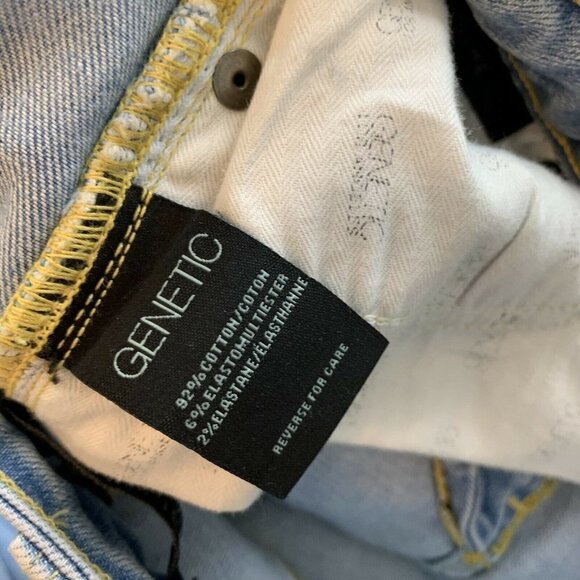 GENETIC
92% COTTON/COTON
6% ELASTOMULTIESTER
2% ELASTANE/ELASTHANNE
REVERSE FOR CARE